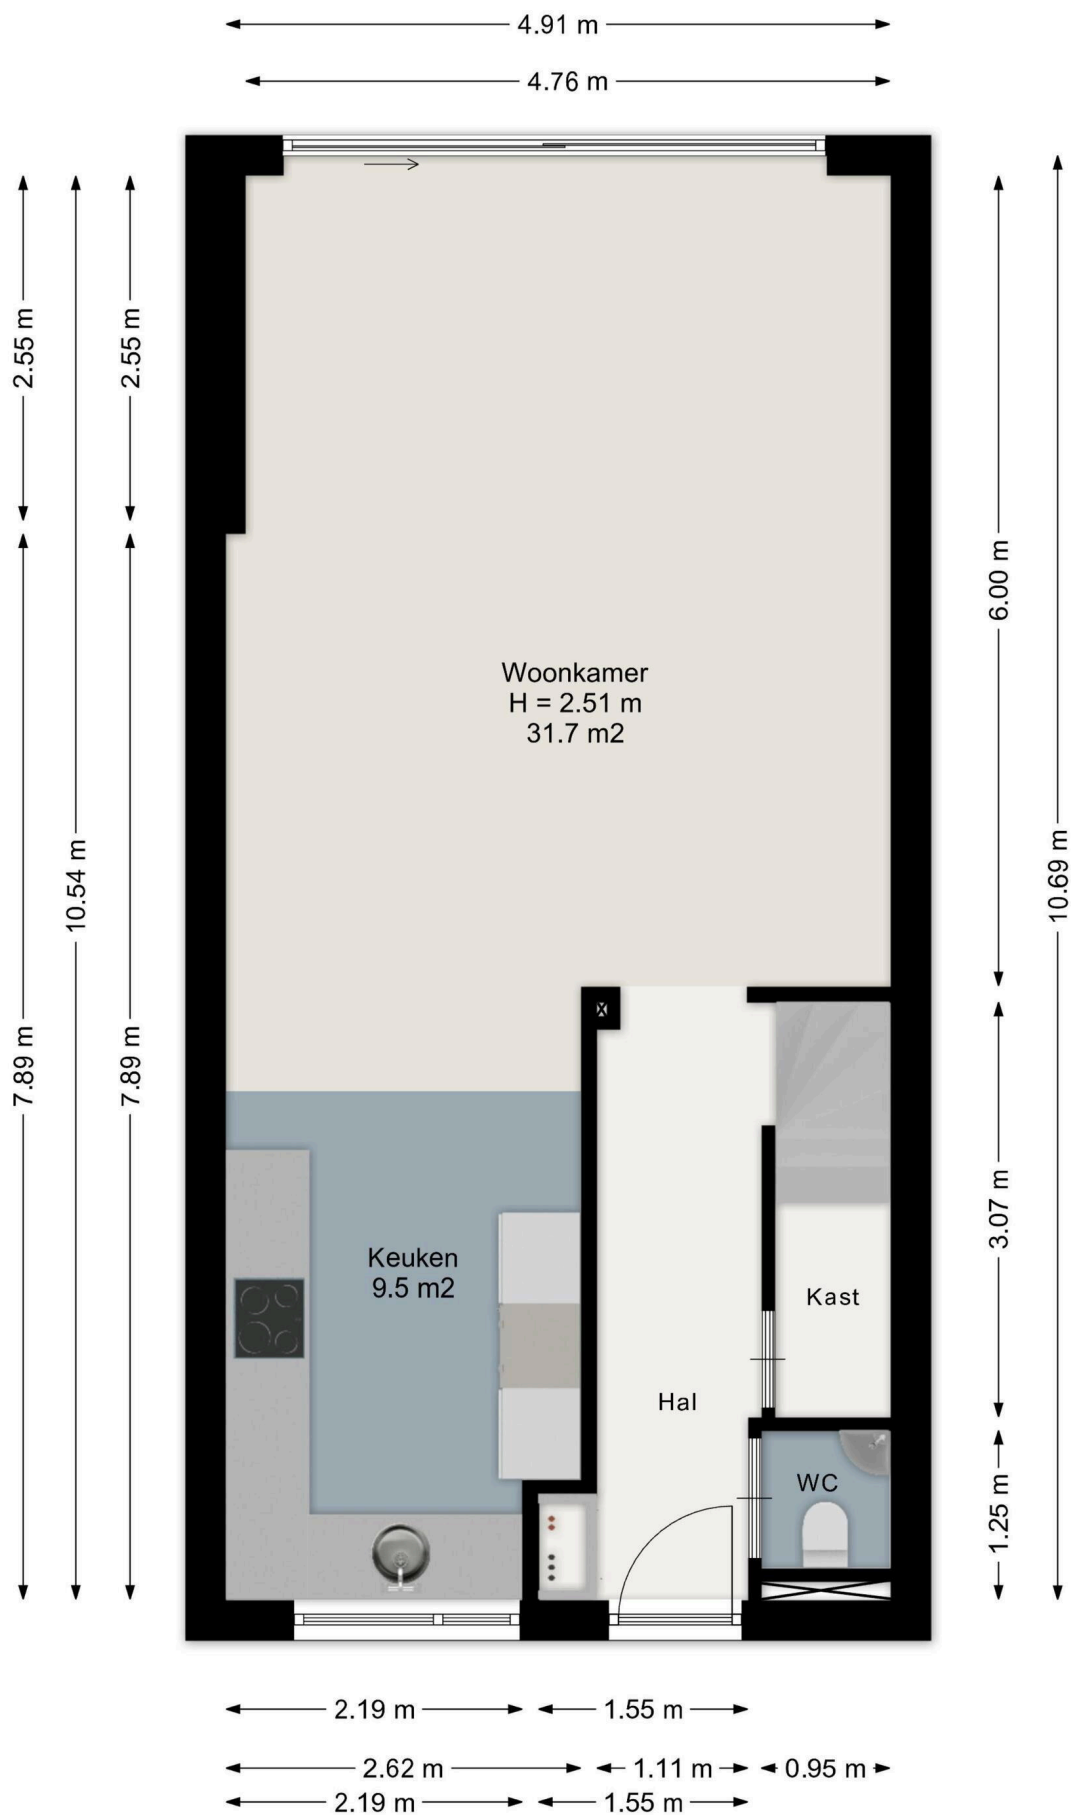 4.91 m
4.76 m
2.55 m
2.55 m
10.54 m
7.89 m
7.89 m
6.00 m
10.69 m
3.07 m
1.25 m
Woonkamer
H = 2.51 m
31.7 m2
Keuken
9.5 m2
Kast
Hal
WC
2.19 m
1.55 m
2.62 m
1.11 m
0.95 m
2.19 m
1.55 m